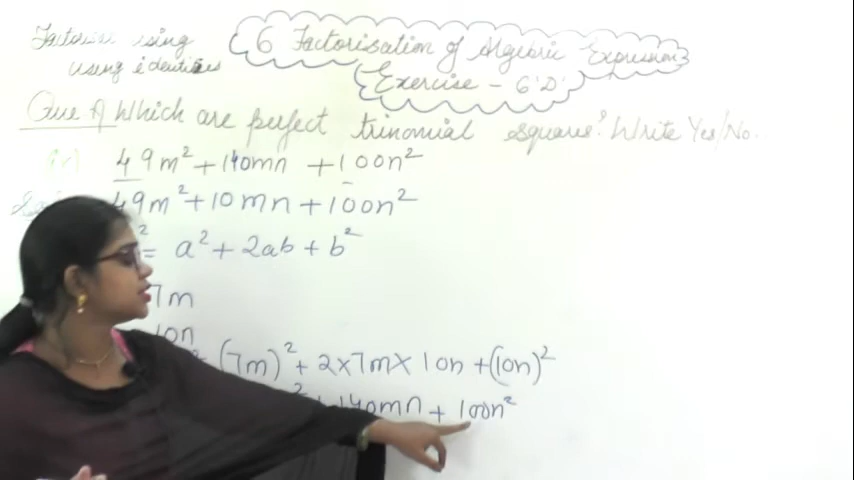 Factorise using
using identities
6 Factorisation of Algebraic Expressions
Exercise - 6'D'
Que A) Which are perfect trinomial square? Write Yes/No.
49m² + 140mn + 100n²
49m² + 10mn + 100n²
² = a² + 2ab + b²
7m
10n
(7m)² + 2×7m×10n + (10n)²
² + 140mn + 100n²